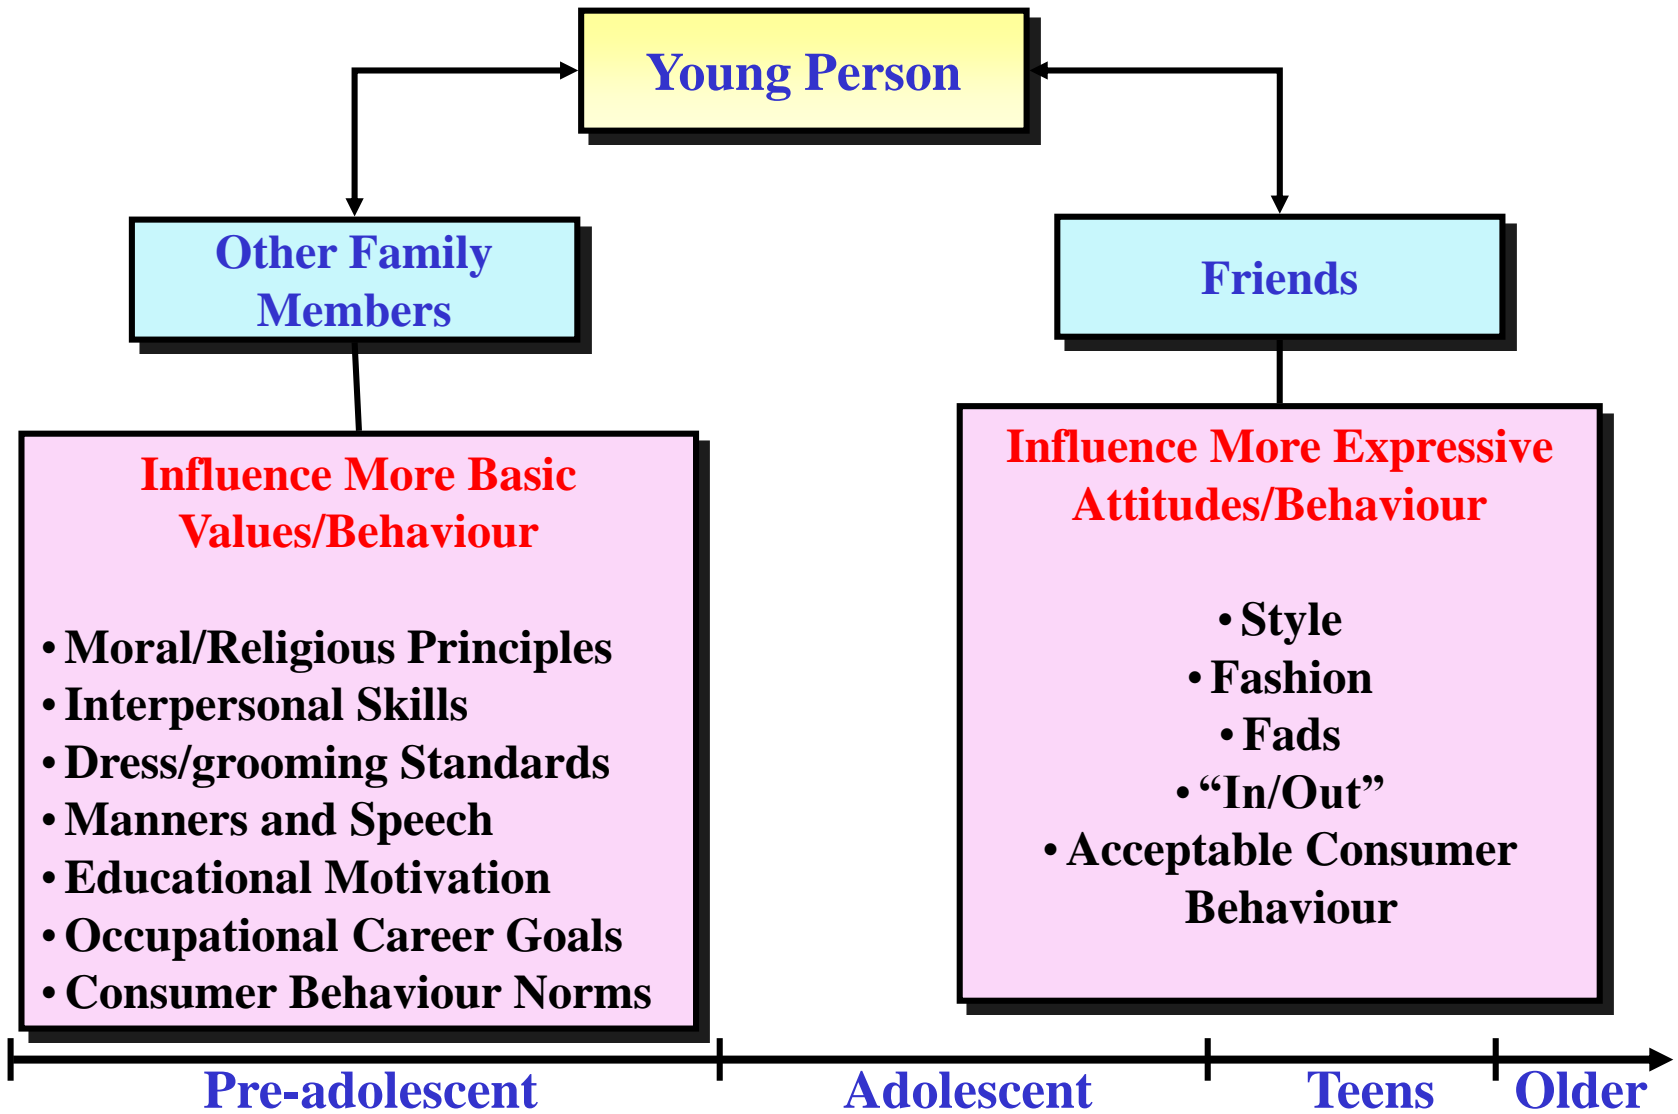 Young Person
Other Family
Members
Friends
Influence More Basic
Values/Behaviour
• Moral/Religious Principles
• Interpersonal Skills
• Dress/grooming Standards
• Manners and Speech
• Educational Motivation
• Occupational Career Goals
• Consumer Behaviour Norms
Influence More Expressive
Attitudes/Behaviour
• Style
• Fashion
• Fads
• “In/Out”
• Acceptable Consumer
Behaviour
Pre-adolescent
Adolescent
Teens
Older